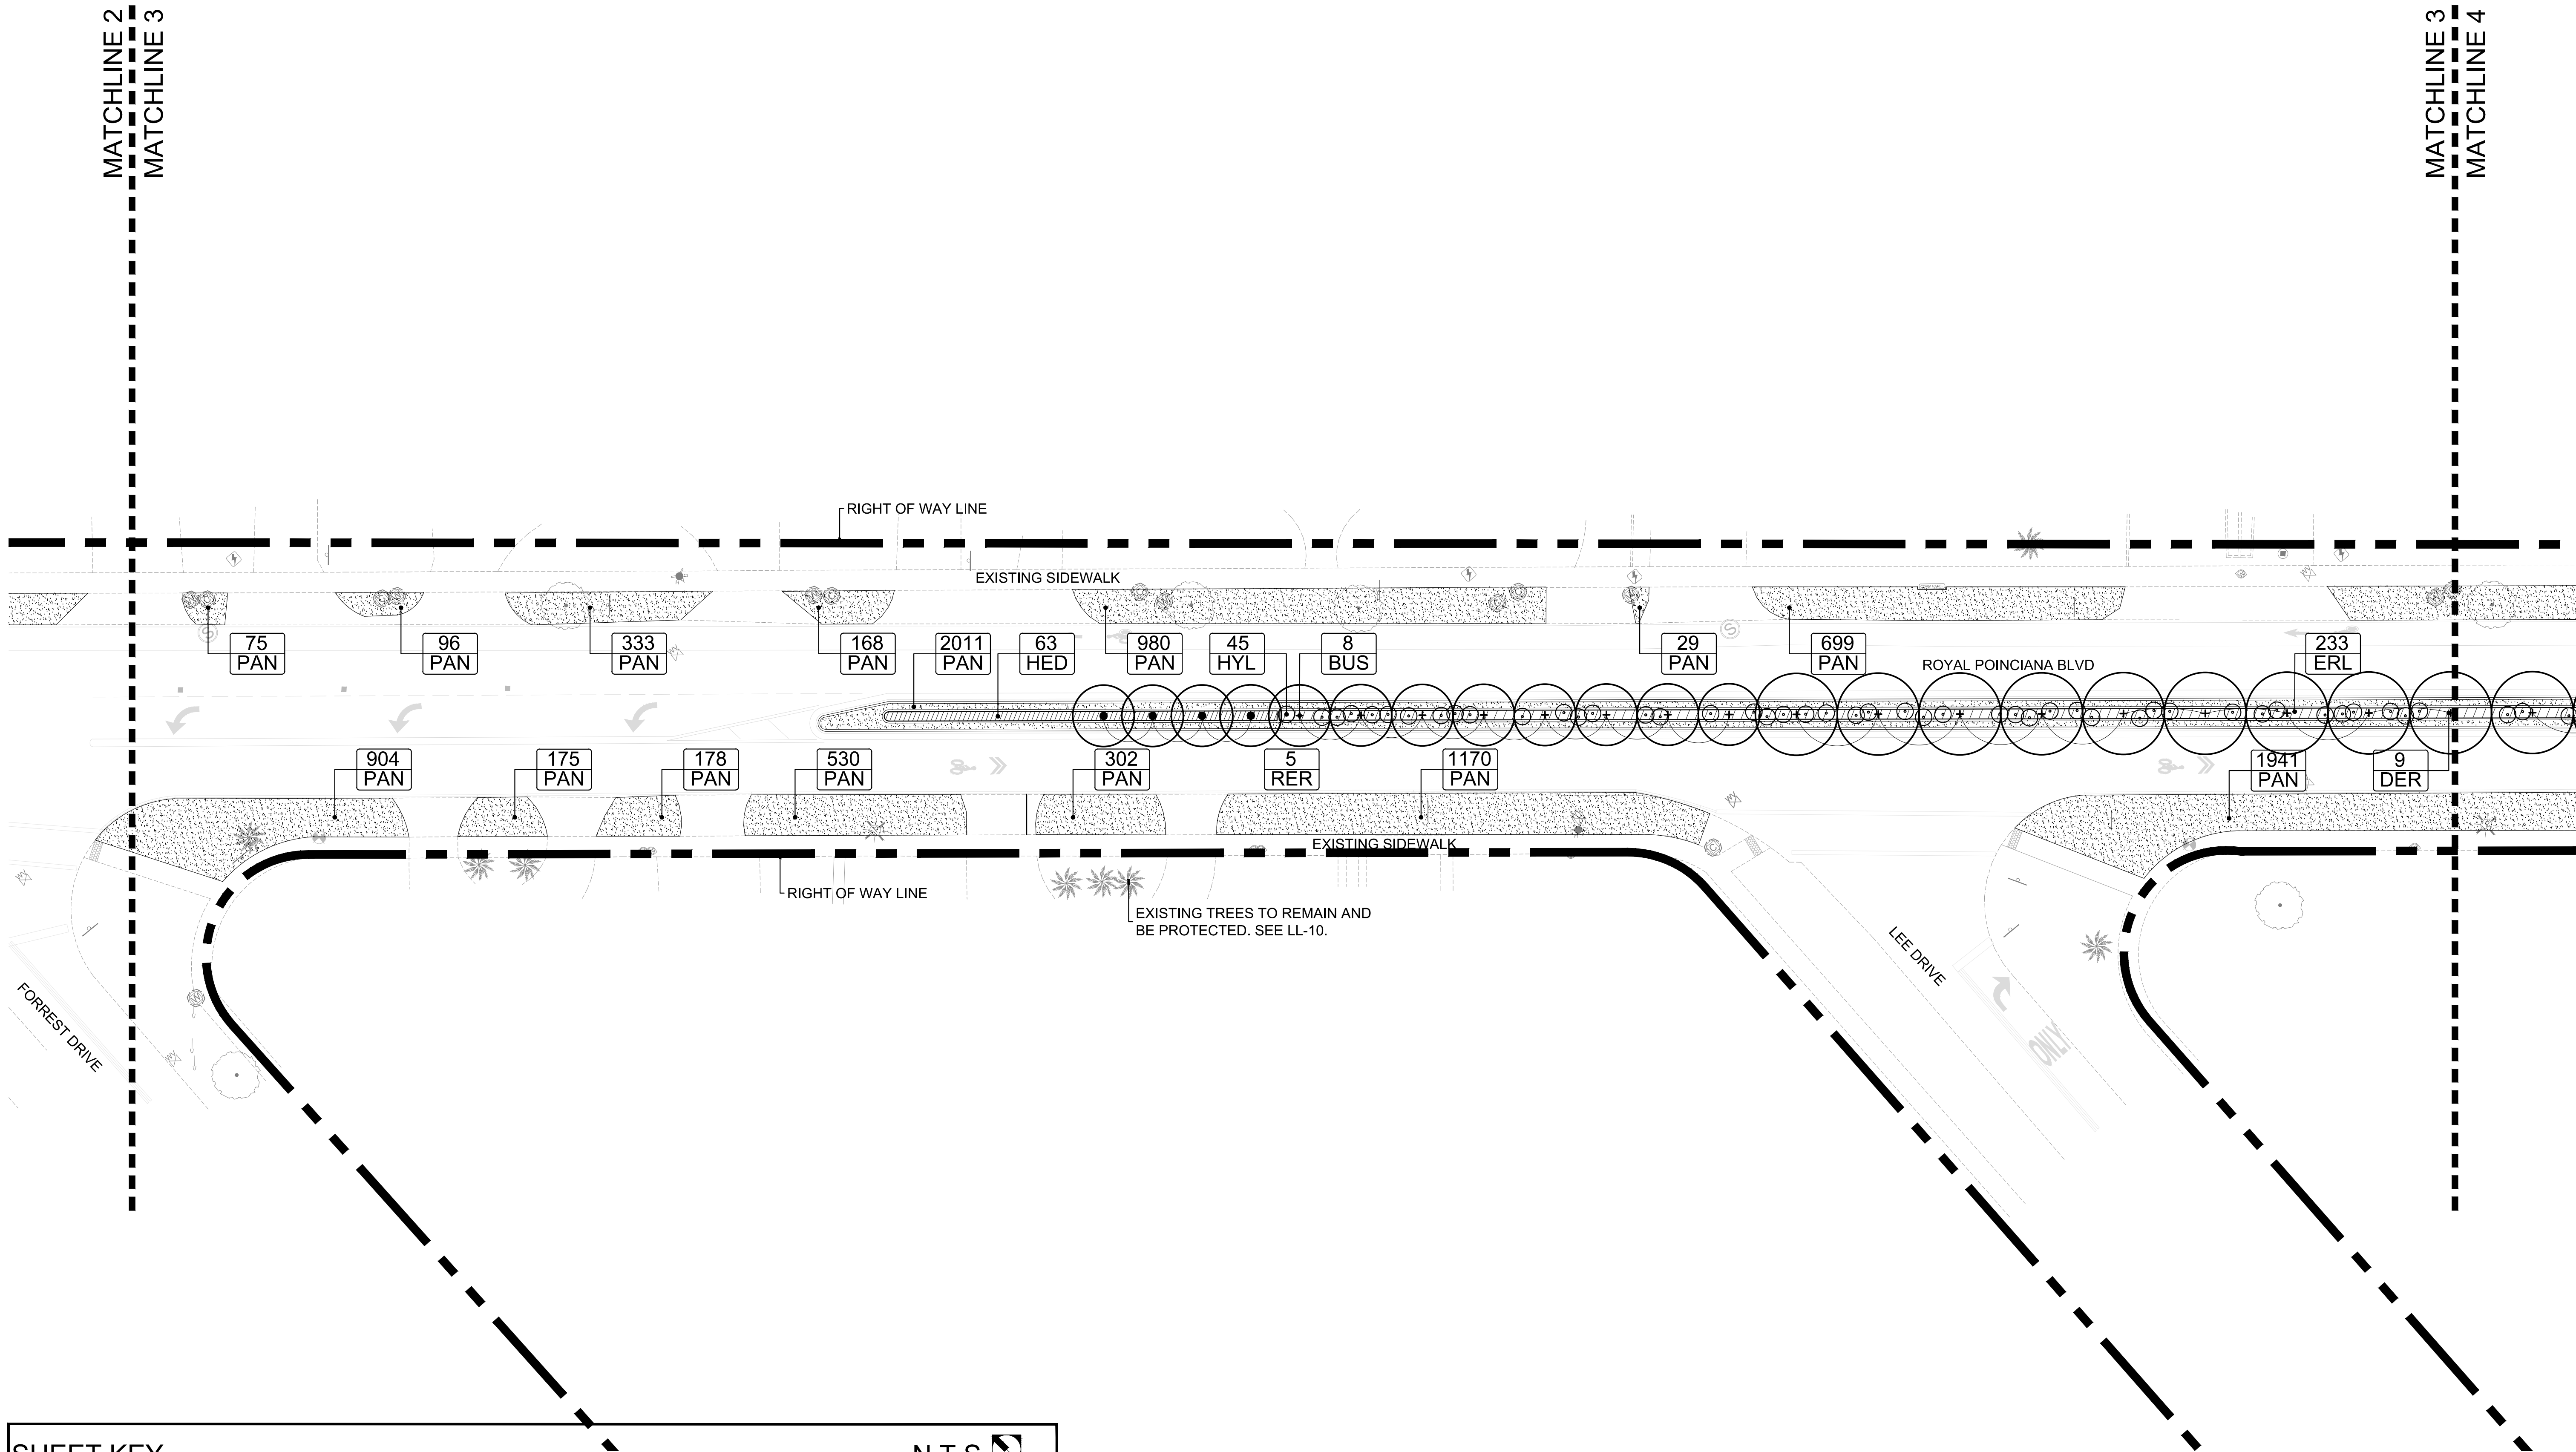 MATCHLINE 2
MATCHLINE 3
MATCHLINE 3
MATCHLINE 4
RIGHT OF WAY LINE
EXISTING SIDEWALK
75
PAN
96
PAN
333
PAN
168
PAN
2011
PAN
63
HED
980
PAN
45
HYL
8
BUS
29
PAN
699
PAN
233
ERL
ROYAL POINCIANA BLVD
904
PAN
175
PAN
178
PAN
530
PAN
302
PAN
5
RER
1170
PAN
1941
PAN
9
DER
EXISTING SIDEWALK
RIGHT OF WAY LINE
EXISTING TREES TO REMAIN AND
BE PROTECTED. SEE LL-10.
LEE DRIVE
FORREST DRIVE
ONLY
SHEET KEY
N.T.S.